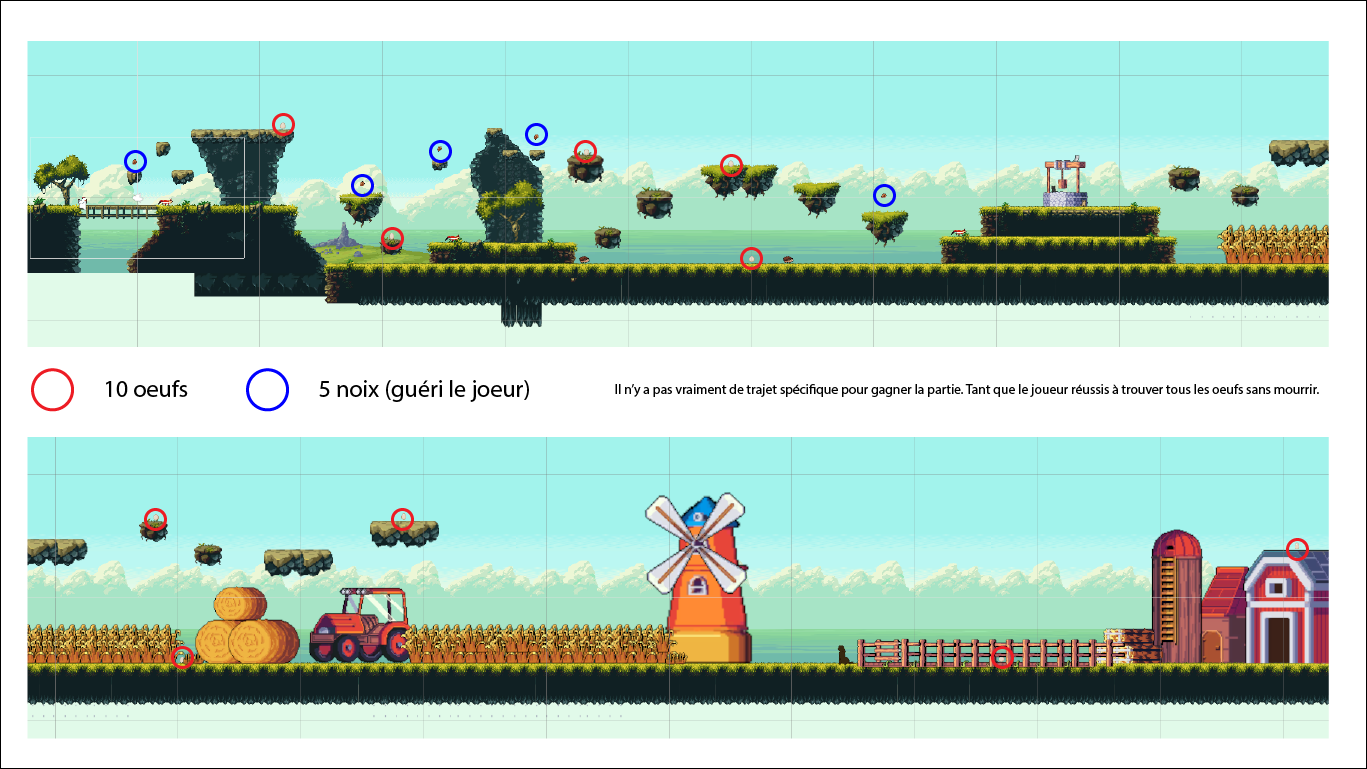 10 oeufs
5 noix (guéri le joeur)
Il n'y a pas vraiment de trajet spécifique pour gagner la partie. Tant que le joueur réussis à trouver tous les oeufs sans mourrir.